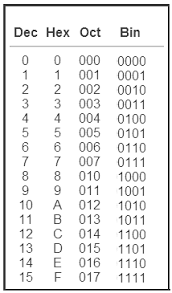 Dec Hex Oct Bin
0 0 000 0000
1 1 001 0001
2 2 002 0010
3 3 003 0011
4 4 004 0100
5 5 005 0101
6 6 006 0110
7 7 007 0111
8 8 010 1000
9 9 011 1001
10 A 012 1010
11 B 013 1011
12 C 014 1100
13 D 015 1101
14 E 016 1110
15 F 017 1111